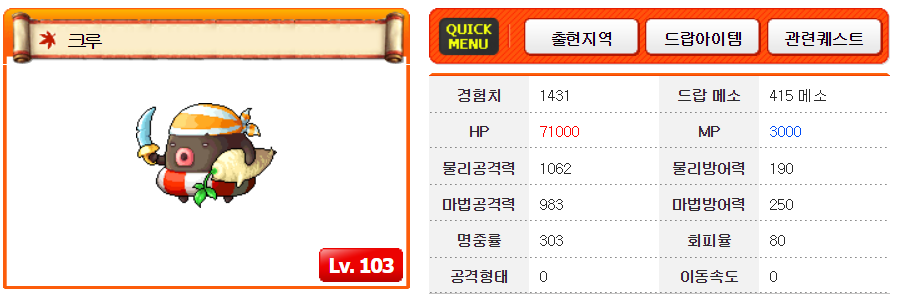 크루
Lv. 103
QUICK MENU 출현지역 드랍아이템 관련퀘스트
경험치 1431 드랍 메소 415 메소
HP 71000 MP 3000
물리공격력 1062 물리방어력 190
마법공격력 983 마법방어력 250
명중률 303 회피율 80
공격형태 0 이동속도 0